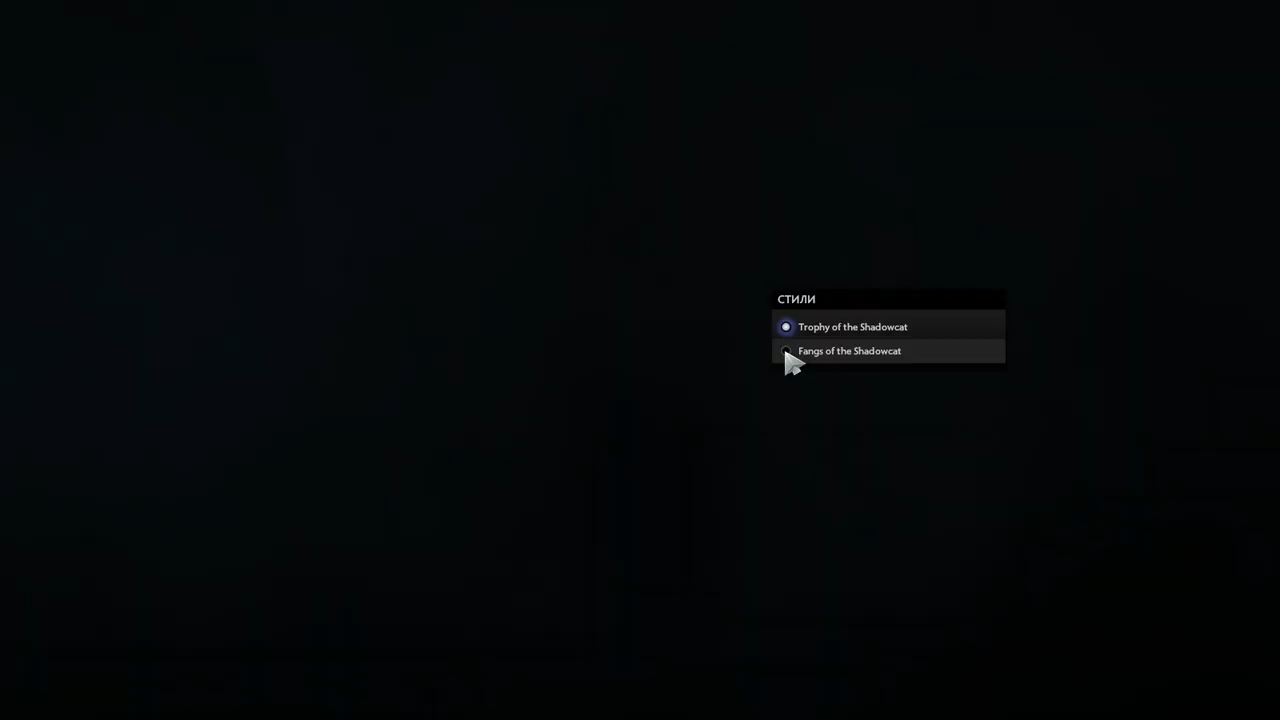 СТИЛИ
Trophy of the Shadowcat
Fangs of the Shadowcat